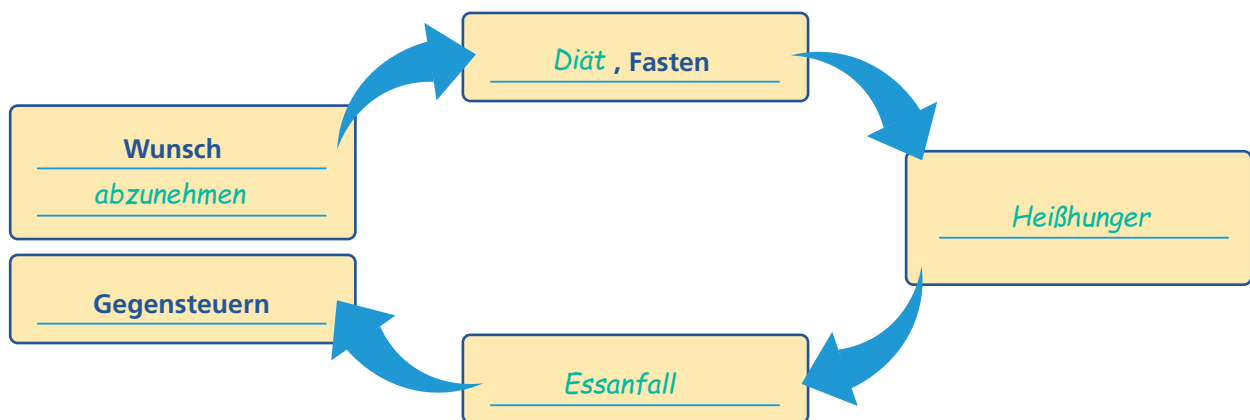 Diät , Fasten
Wunsch
abzunehmen
Heißhunger
Gegensteuern
Essanfall